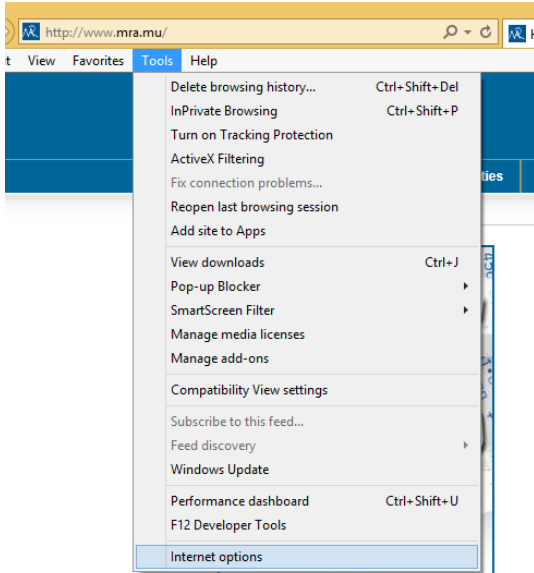 http://www.mra.mu/
View Favorites Tools Help
Delete browsing history... Ctrl+Shift+Del
InPrivate Browsing Ctrl+Shift+P
Turn on Tracking Protection
ActiveX Filtering
Fix connection problems...
ties
Reopen last browsing session
Add site to Apps
View downloads Ctrl+J
Pop-up Blocker
SmartScreen Filter
Manage media licenses
Manage add-ons
Compatibility View settings
Subscribe to this feed...
Feed discovery
Windows Update
Performance dashboard Ctrl+Shift+U
F12 Developer Tools
Internet options